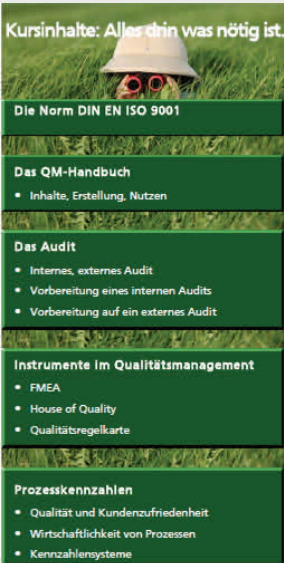 Kursinhalte: Alles drin was nötig ist.
Die Norm DIN EN ISO 9001
Das QM-Handbuch
• Inhalte, Erstellung, Nutzen
Das Audit
• Internes, externes Audit
• Vorbereitung eines internen Audits
• Vorbereitung auf ein externes Audit
Instrumente im Qualitätsmanagement
• FMEA
• House of Quality
• Qualitätsregelkarte
Prozesskennzahlen
• Qualität und Kundenzufriedenheit
• Wirtschaftlichkeit von Prozessen
• Kennzahlensysteme